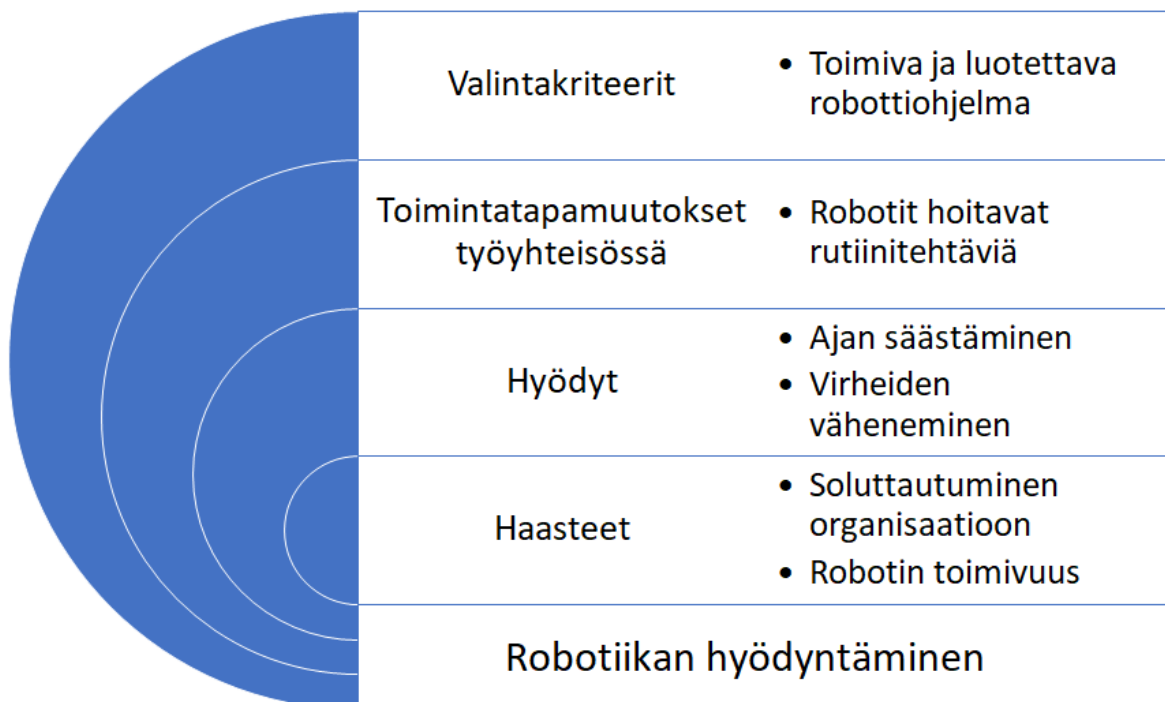 Valintakriteerit
• Toimiva ja luotettava
robottiohjelma
Toimintatapamuutokset
työyhteisössä
• Robotit hoitavat
rutiinitehtäviä
Hyödyt
• Ajan säästäminen
• Virheiden
väheneminen
Haasteet
• Soluttautuminen
organisaatioon
• Robotin toimivuus
Robotiikan hyödyntäminen